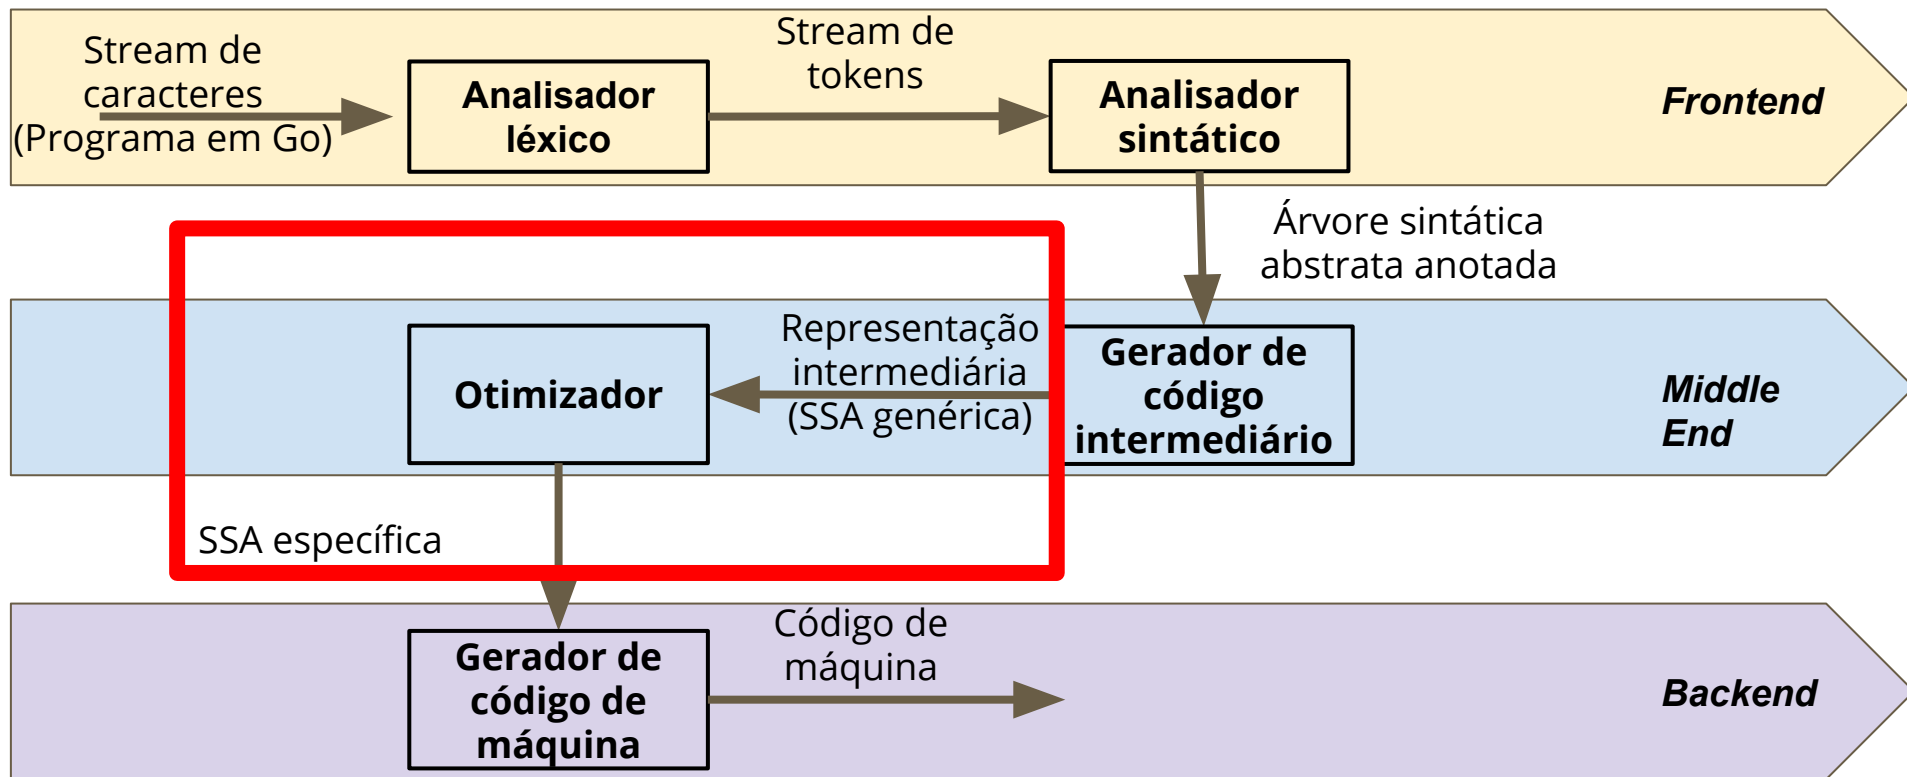 Stream de
caracteres
(Programa em Go)
Analisador
léxico
Stream de
tokens
Analisador
sintático
Frontend
Árvore sintática
abstrata anotada
Otimizador
Representação
intermediária
(SSA genérica)
Gerador de
código
intermediário
Middle
End
SSA específica
Gerador de
código de
máquina
Código de
máquina
Backend